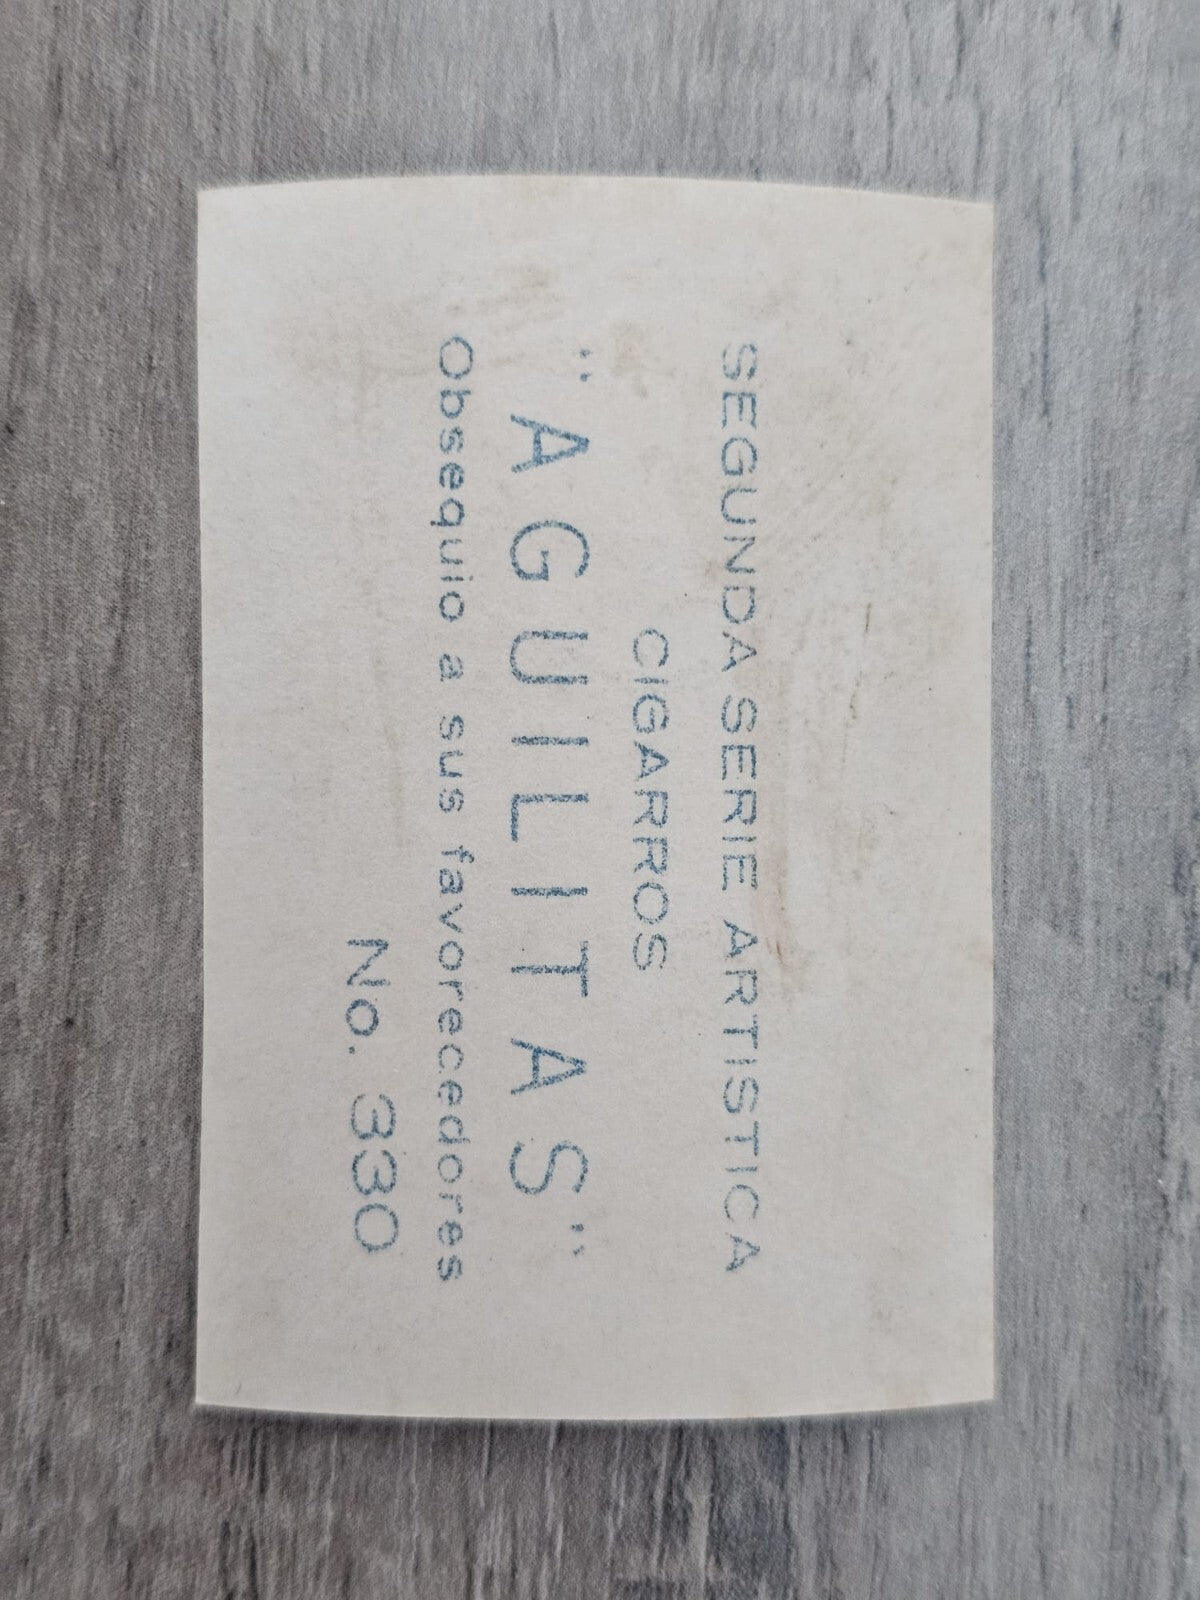 SEGUNDA SERIE ARTISTICA
CIGARROS
"AGUILITAS"
Obsequio a sus favorecedores
No. 330